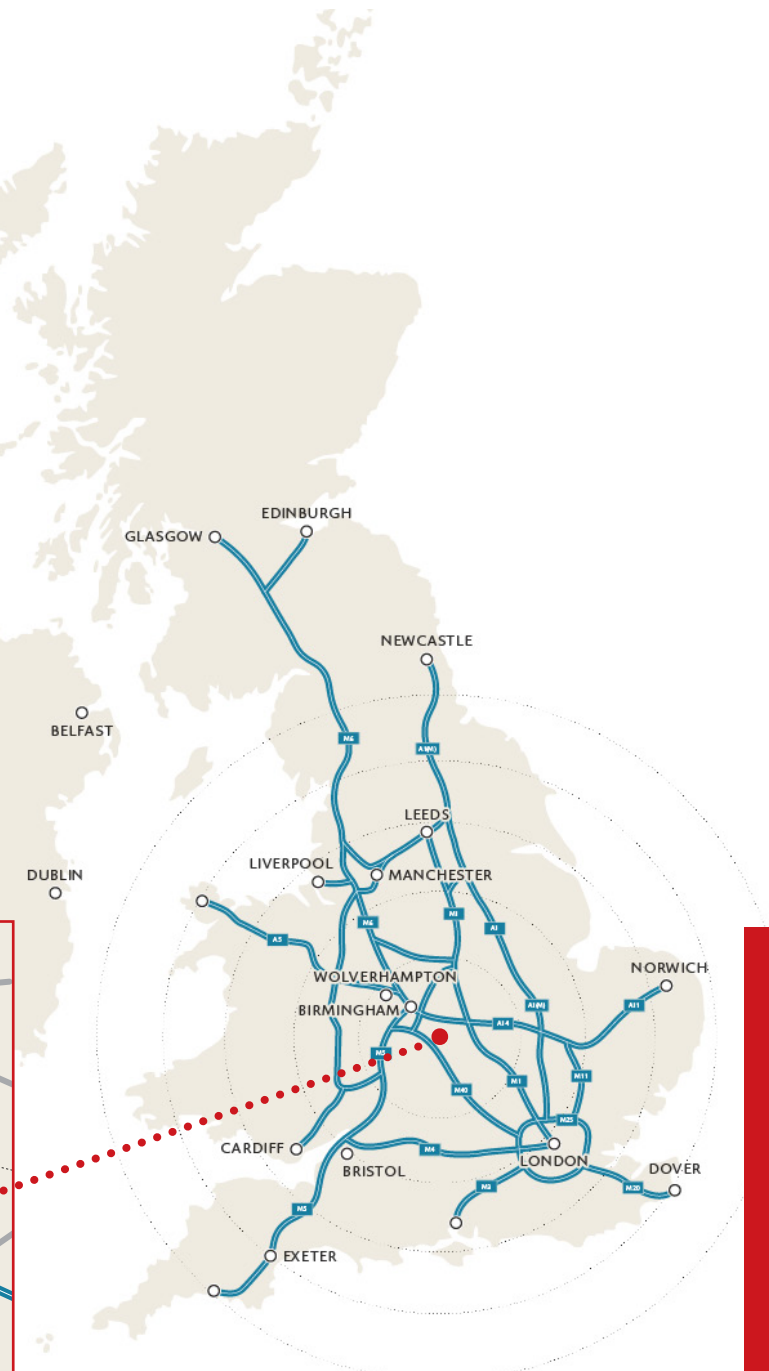 EDINBURGH
GLASGOW
NEWCASTLE
BELFAST
M6
A1(M)
LEEDS
LIVERPOOL
MANCHESTER
DUBLIN
M6
M1
A1
A5
NORWICH
WOLVERHAMPTON
BIRMINGHAM
A1(M)
A11
A14
M5
M40
M1
M11
M25
CARDIFF
BRISTOL
M4
LONDON
DOVER
M3
M20
M5
EXETER